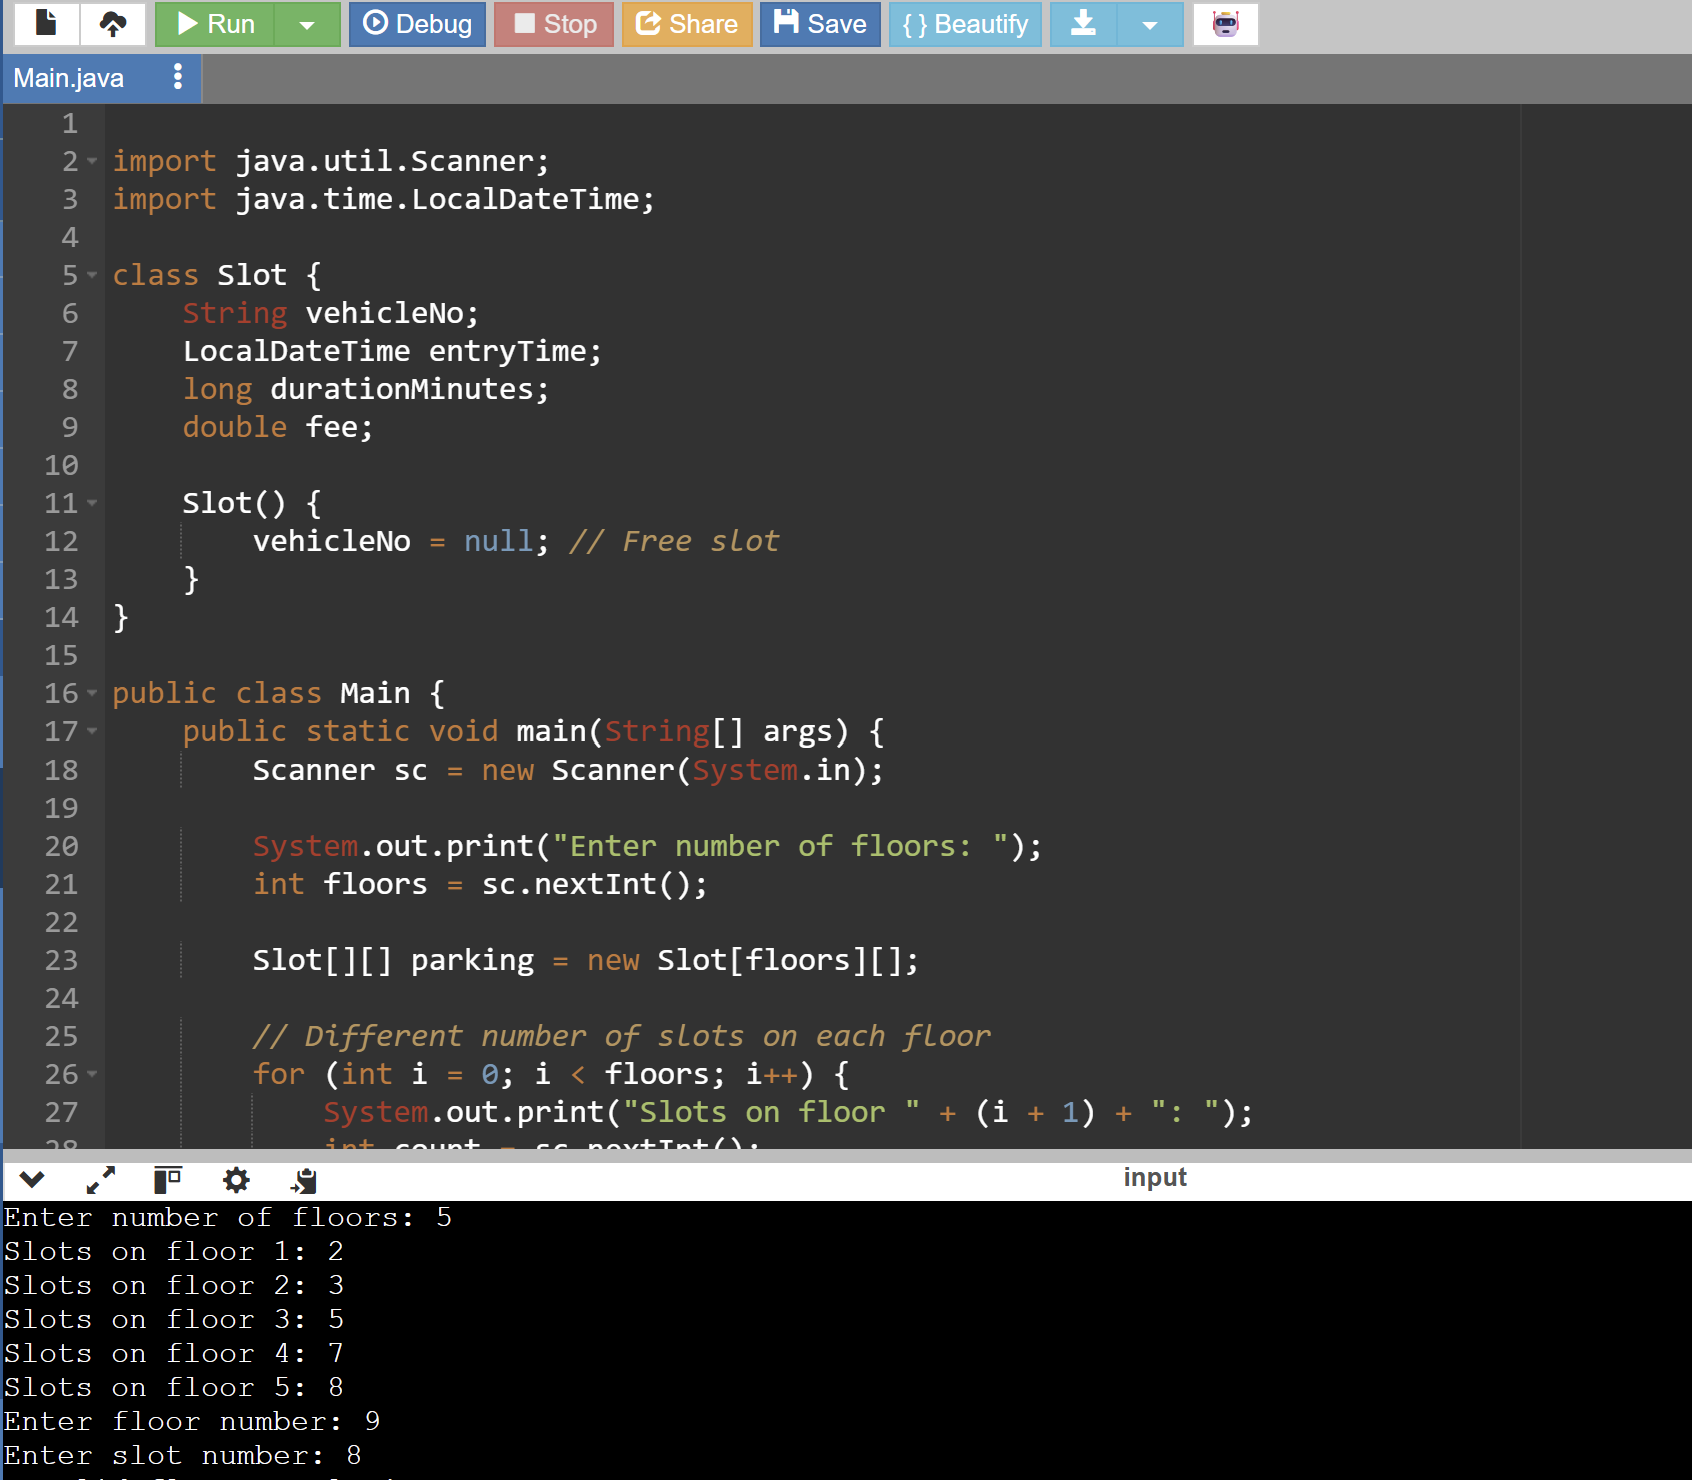 Run Debug Stop Share Save { } Beautify
Main.java
1
2 import java.util.Scanner;
3 import java.time.LocalDateTime;
4
5 class Slot {
6 String vehicleNo;
7 LocalDateTime entryTime;
8 long durationMinutes;
9 double fee;
10
11 Slot() {
12 vehicleNo = null; // Free slot
13 }
14 }
15
16 public class Main {
17 public static void main(String[] args) {
18 Scanner sc = new Scanner(System.in);
19
20 System.out.print("Enter number of floors: ");
21 int floors = sc.nextInt();
22
23 Slot[][] parking = new Slot[floors][];
24
25 // Different number of slots on each floor
26 for (int i = 0; i < floors; i++) {
27 System.out.print("Slots on floor " + (i + 1) + ": ");
28 int count = sc.nextInt();
input
Enter number of floors: 5
Slots on floor 1: 2
Slots on floor 2: 3
Slots on floor 3: 5
Slots on floor 4: 7
Slots on floor 5: 8
Enter floor number: 9
Enter slot number: 8